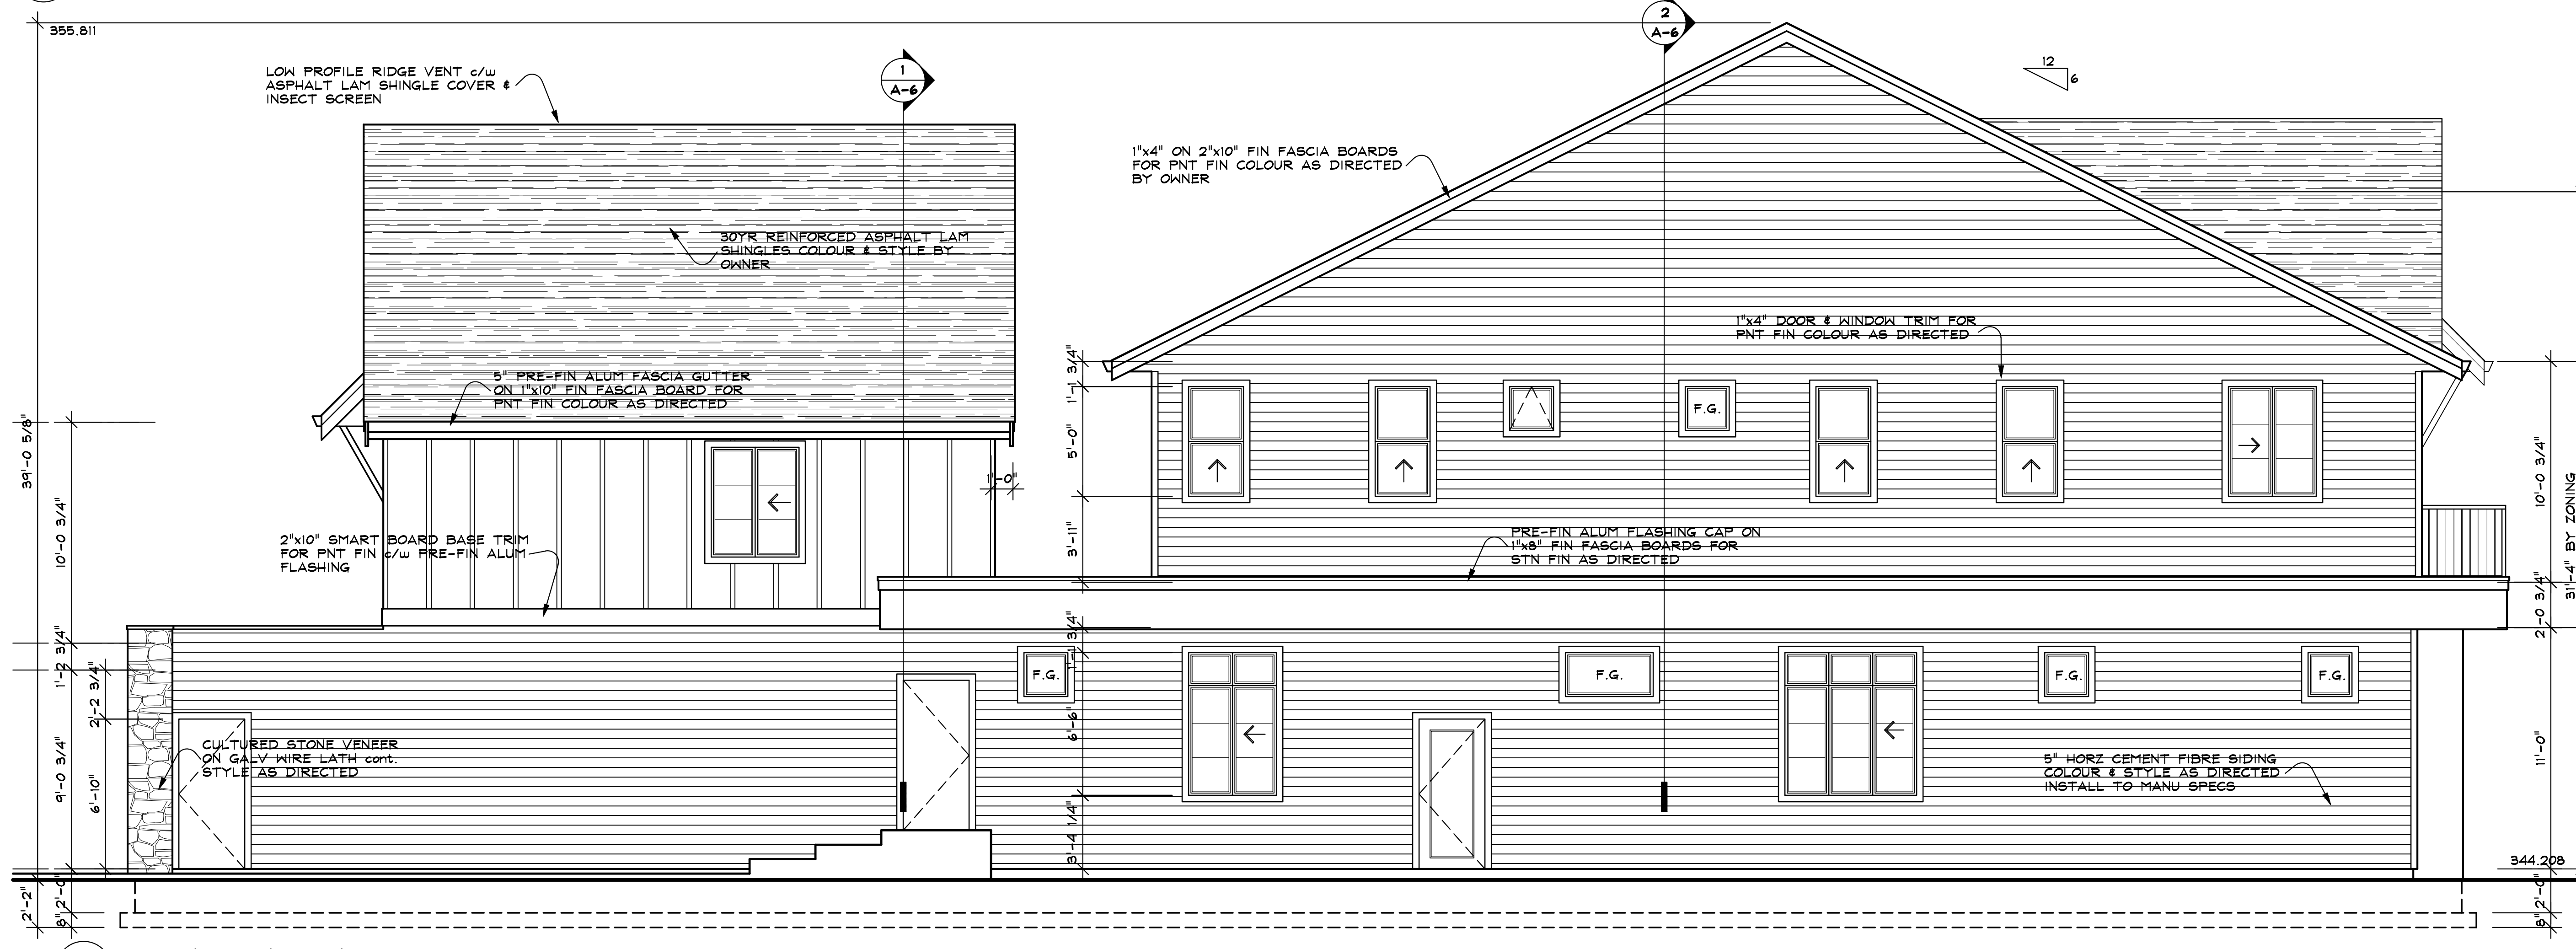 355.811
LOW PROFILE RIDGE VENT c/w
ASPHALT LAM SHINGLE COVER &
INSECT SCREEN
1
A-6
2
A-6
12
6
1"x4" ON 2"x10" FIN FASCIA BOARDS
FOR PNT FIN COLOUR AS DIRECTED
BY OWNER
30YR REINFORCED ASPHALT LAM
SHINGLES COLOUR & STYLE BY
OWNER
1"x4" DOOR & WINDOW TRIM FOR
PNT FIN COLOUR AS DIRECTED
5" PRE-FIN ALUM FASCIA GUTTER
ON 1"x10" FIN FASCIA BOARD FOR
PNT FIN COLOUR AS DIRECTED
F.G.
1'-0"
2"x10" SMART BOARD BASE TRIM
FOR PNT FIN c/w PRE-FIN ALUM
FLASHING
PRE-FIN ALUM FLASHING CAP ON
1"x8" FIN FASCIA BOARDS FOR
STN FIN AS DIRECTED
F.G.
F.G.
F.G.
F.G.
CULTURED STONE VENEER
ON GALV WIRE LATH cont.
STYLE AS DIRECTED
5" HORZ CEMENT FIBRE SIDING
COLOUR & STYLE AS DIRECTED
INSTALL TO MANU SPECS
344.208
39'-0 5/8"
2'-2"
10'-0 3/4"
1'-2 3/4"
9'-0 3/4"
2'-0"
8"
2'-2 3/4"
6'-10"
1'-1 3/4"
5'-0"
3'-11"
1'-1 3/4"
6'-6"
3'-4 1/4"
10'-0 3/4"
2'-0 3/4"
11'-0"
2'-0"
8"
31'-4" BY ZONING